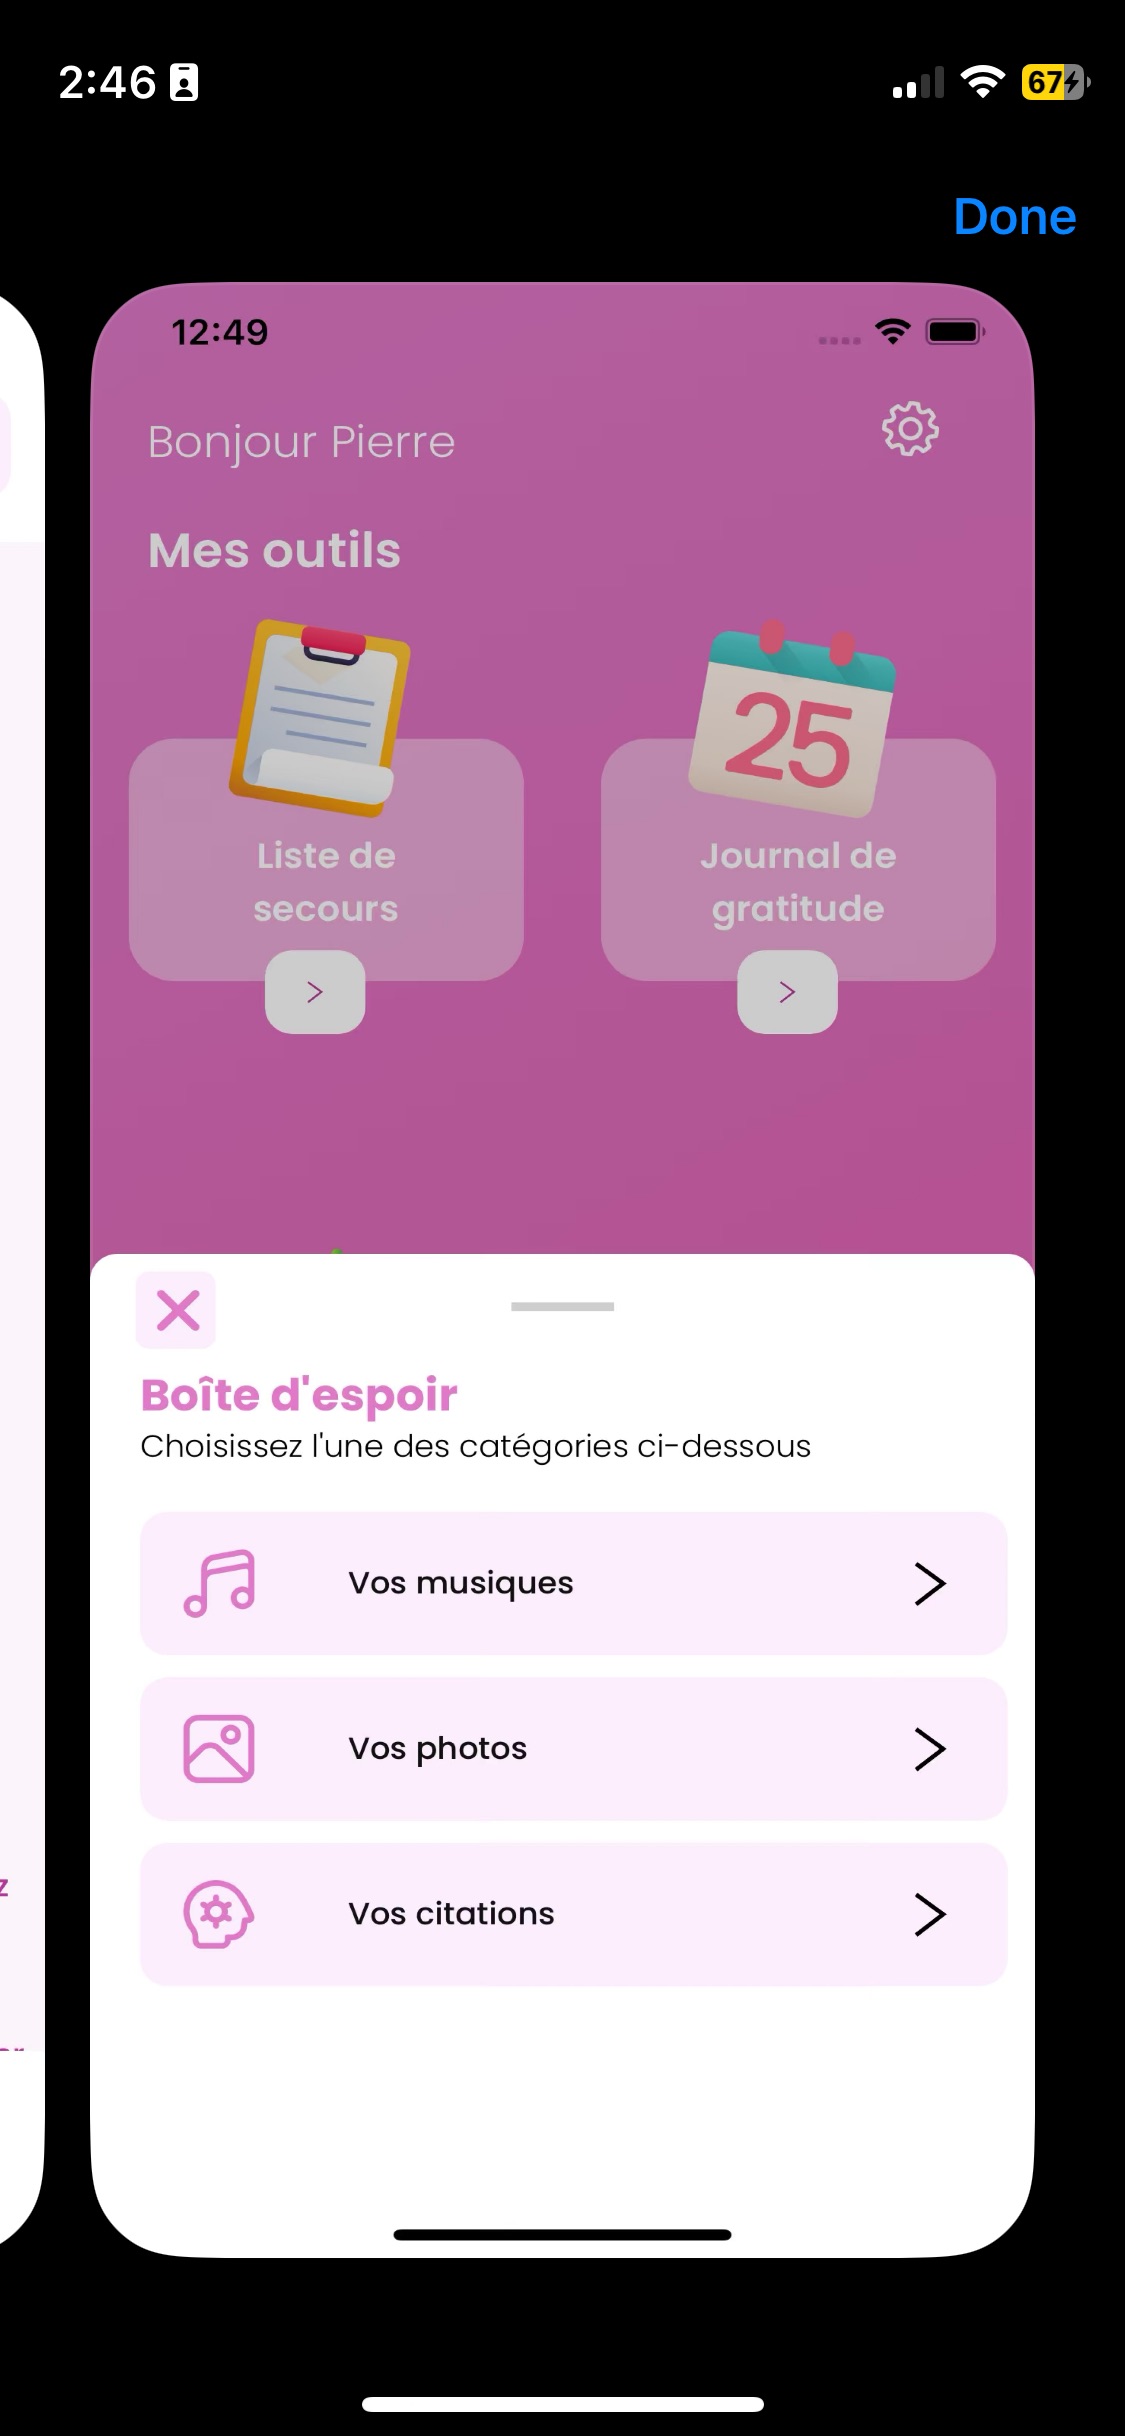 2:46
67
Done
12:49
Bonjour Pierre
Mes outils
25
Liste de
secours
Journal de
gratitude
Boîte d'espoir
Choisissez l'une des catégories ci-dessous
Vos musiques
Vos photos
Vos citations
z